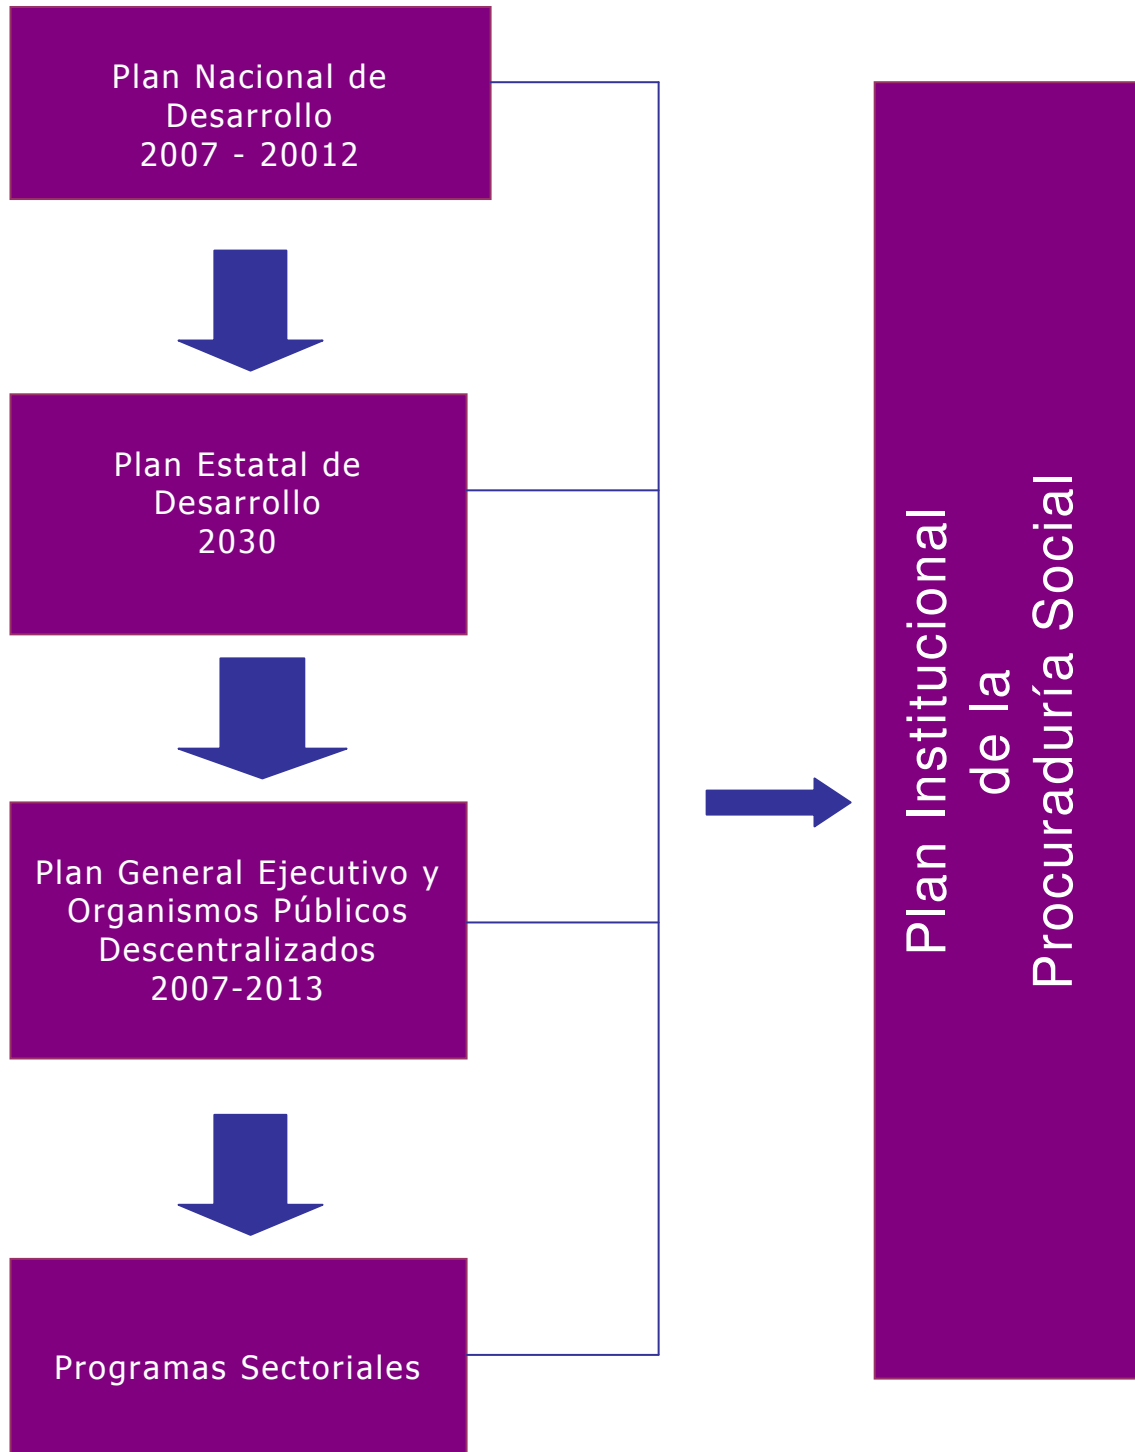 Plan Nacional de
Desarrollo
2007 - 20012
Plan Estatal de
Desarrollo
2030
Plan General Ejecutivo y
Organismos Públicos
Descentralizados
2007-2013
Programas Sectoriales
Plan Institucional
de la
Procuraduría Social